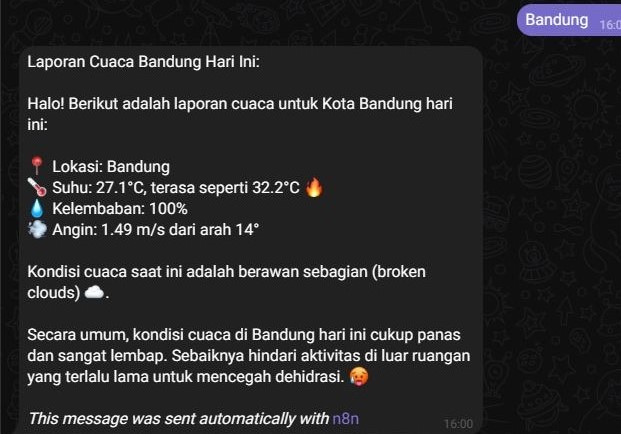 Bandung
Laporan Cuaca Bandung Hari Ini:
Halo! Berikut adalah laporan cuaca untuk Kota Bandung hari
ini:
📍 Lokasi: Bandung
🌡️ Suhu: 27.1°C, terasa seperti 32.2°C 🔥
💧 Kelembaban: 100%
💨 Angin: 1.49 m/s dari arah 14°
Kondisi cuaca saat ini adalah berawan sebagian (broken
clouds) ☁️.
Secara umum, kondisi cuaca di Bandung hari ini cukup panas
dan sangat lembap. Sebaiknya hindari aktivitas di luar ruangan
yang terlalu lama untuk mencegah dehidrasi. 🥵
This message was sent automatically with n8n
16:00